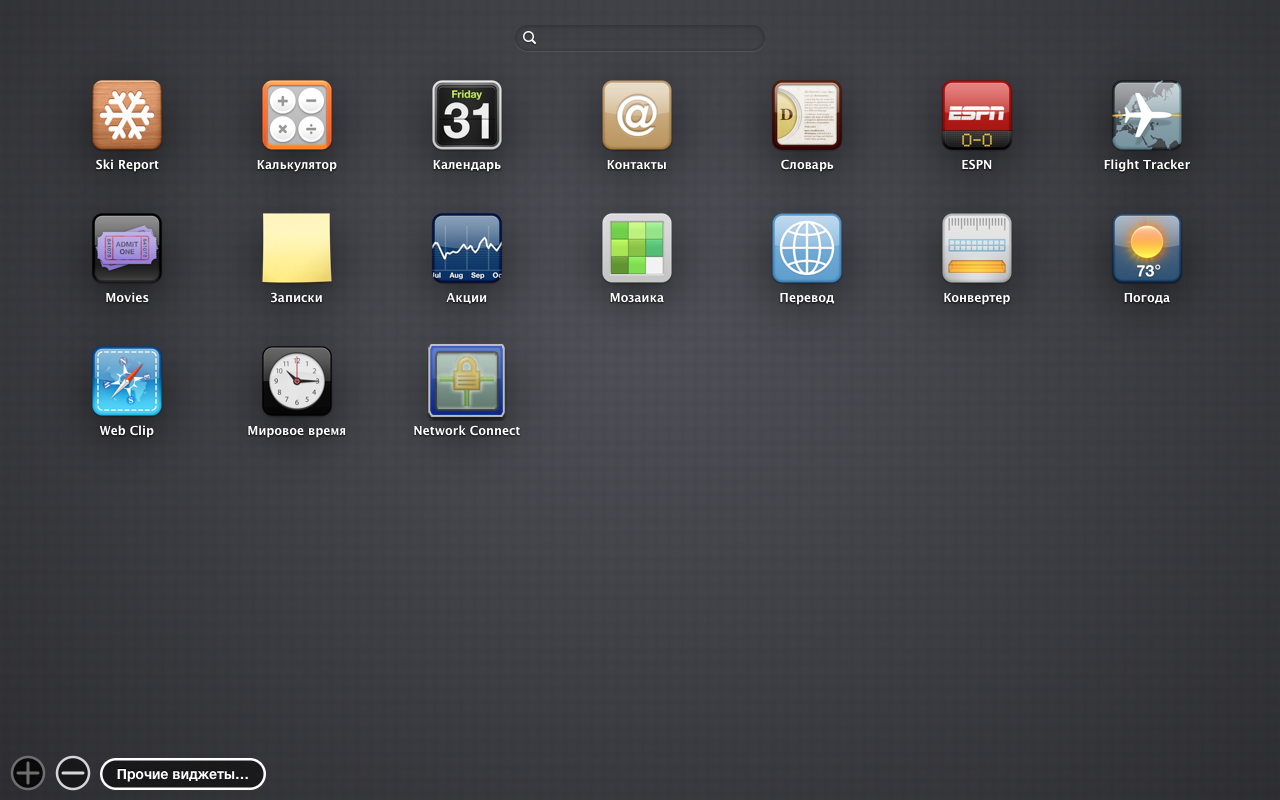 Friday
31
D
ESPN
0-0
Ski Report
Калькулятор
Календарь
Контакты
Словарь
ESPN
Flight Tracker
ADMIT
ONE
Jul Aug Sep Oc
73°
Movies
Записки
Акции
Мозаика
Перевод
Конвертер
Погода
Web Clip
Мировое время
Network Connect
Прочие виджеты...